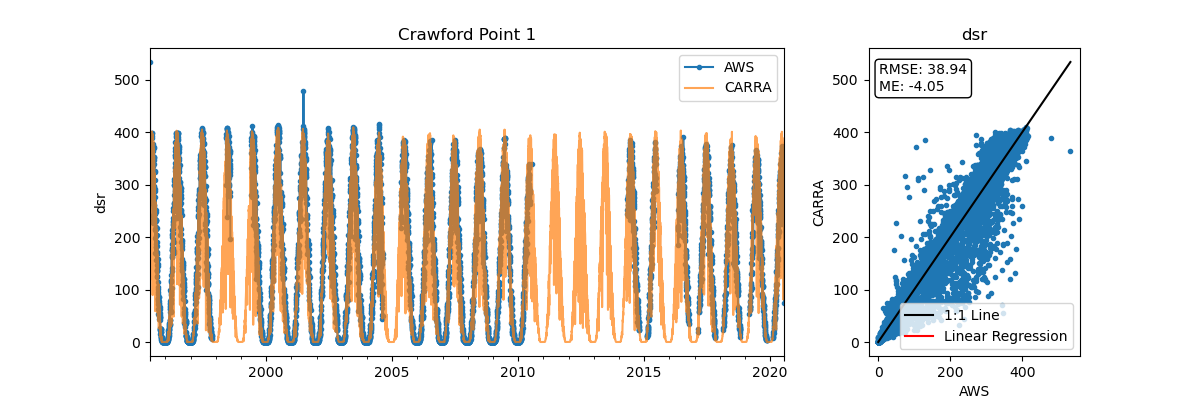 Crawford Point 1
dsr
500
400
300
200
100
0
dsr
2000
2005
2010
2015
2020
AWS
CARRA
dsr
RMSE: 38.94
ME: -4.05
500
400
300
200
100
0
CARRA
0
200
400
AWS
1:1 Line
Linear Regression